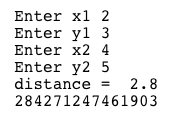 Enter x1 2
Enter y1 3
Enter x2 4
Enter y2 5
distance =  2.8
284271247461903